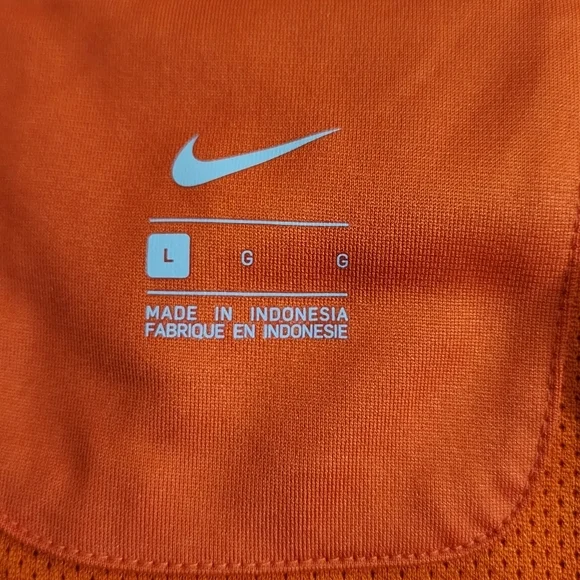 L G G
MADE IN INDONESIA
FABRIQUE EN INDONESIE